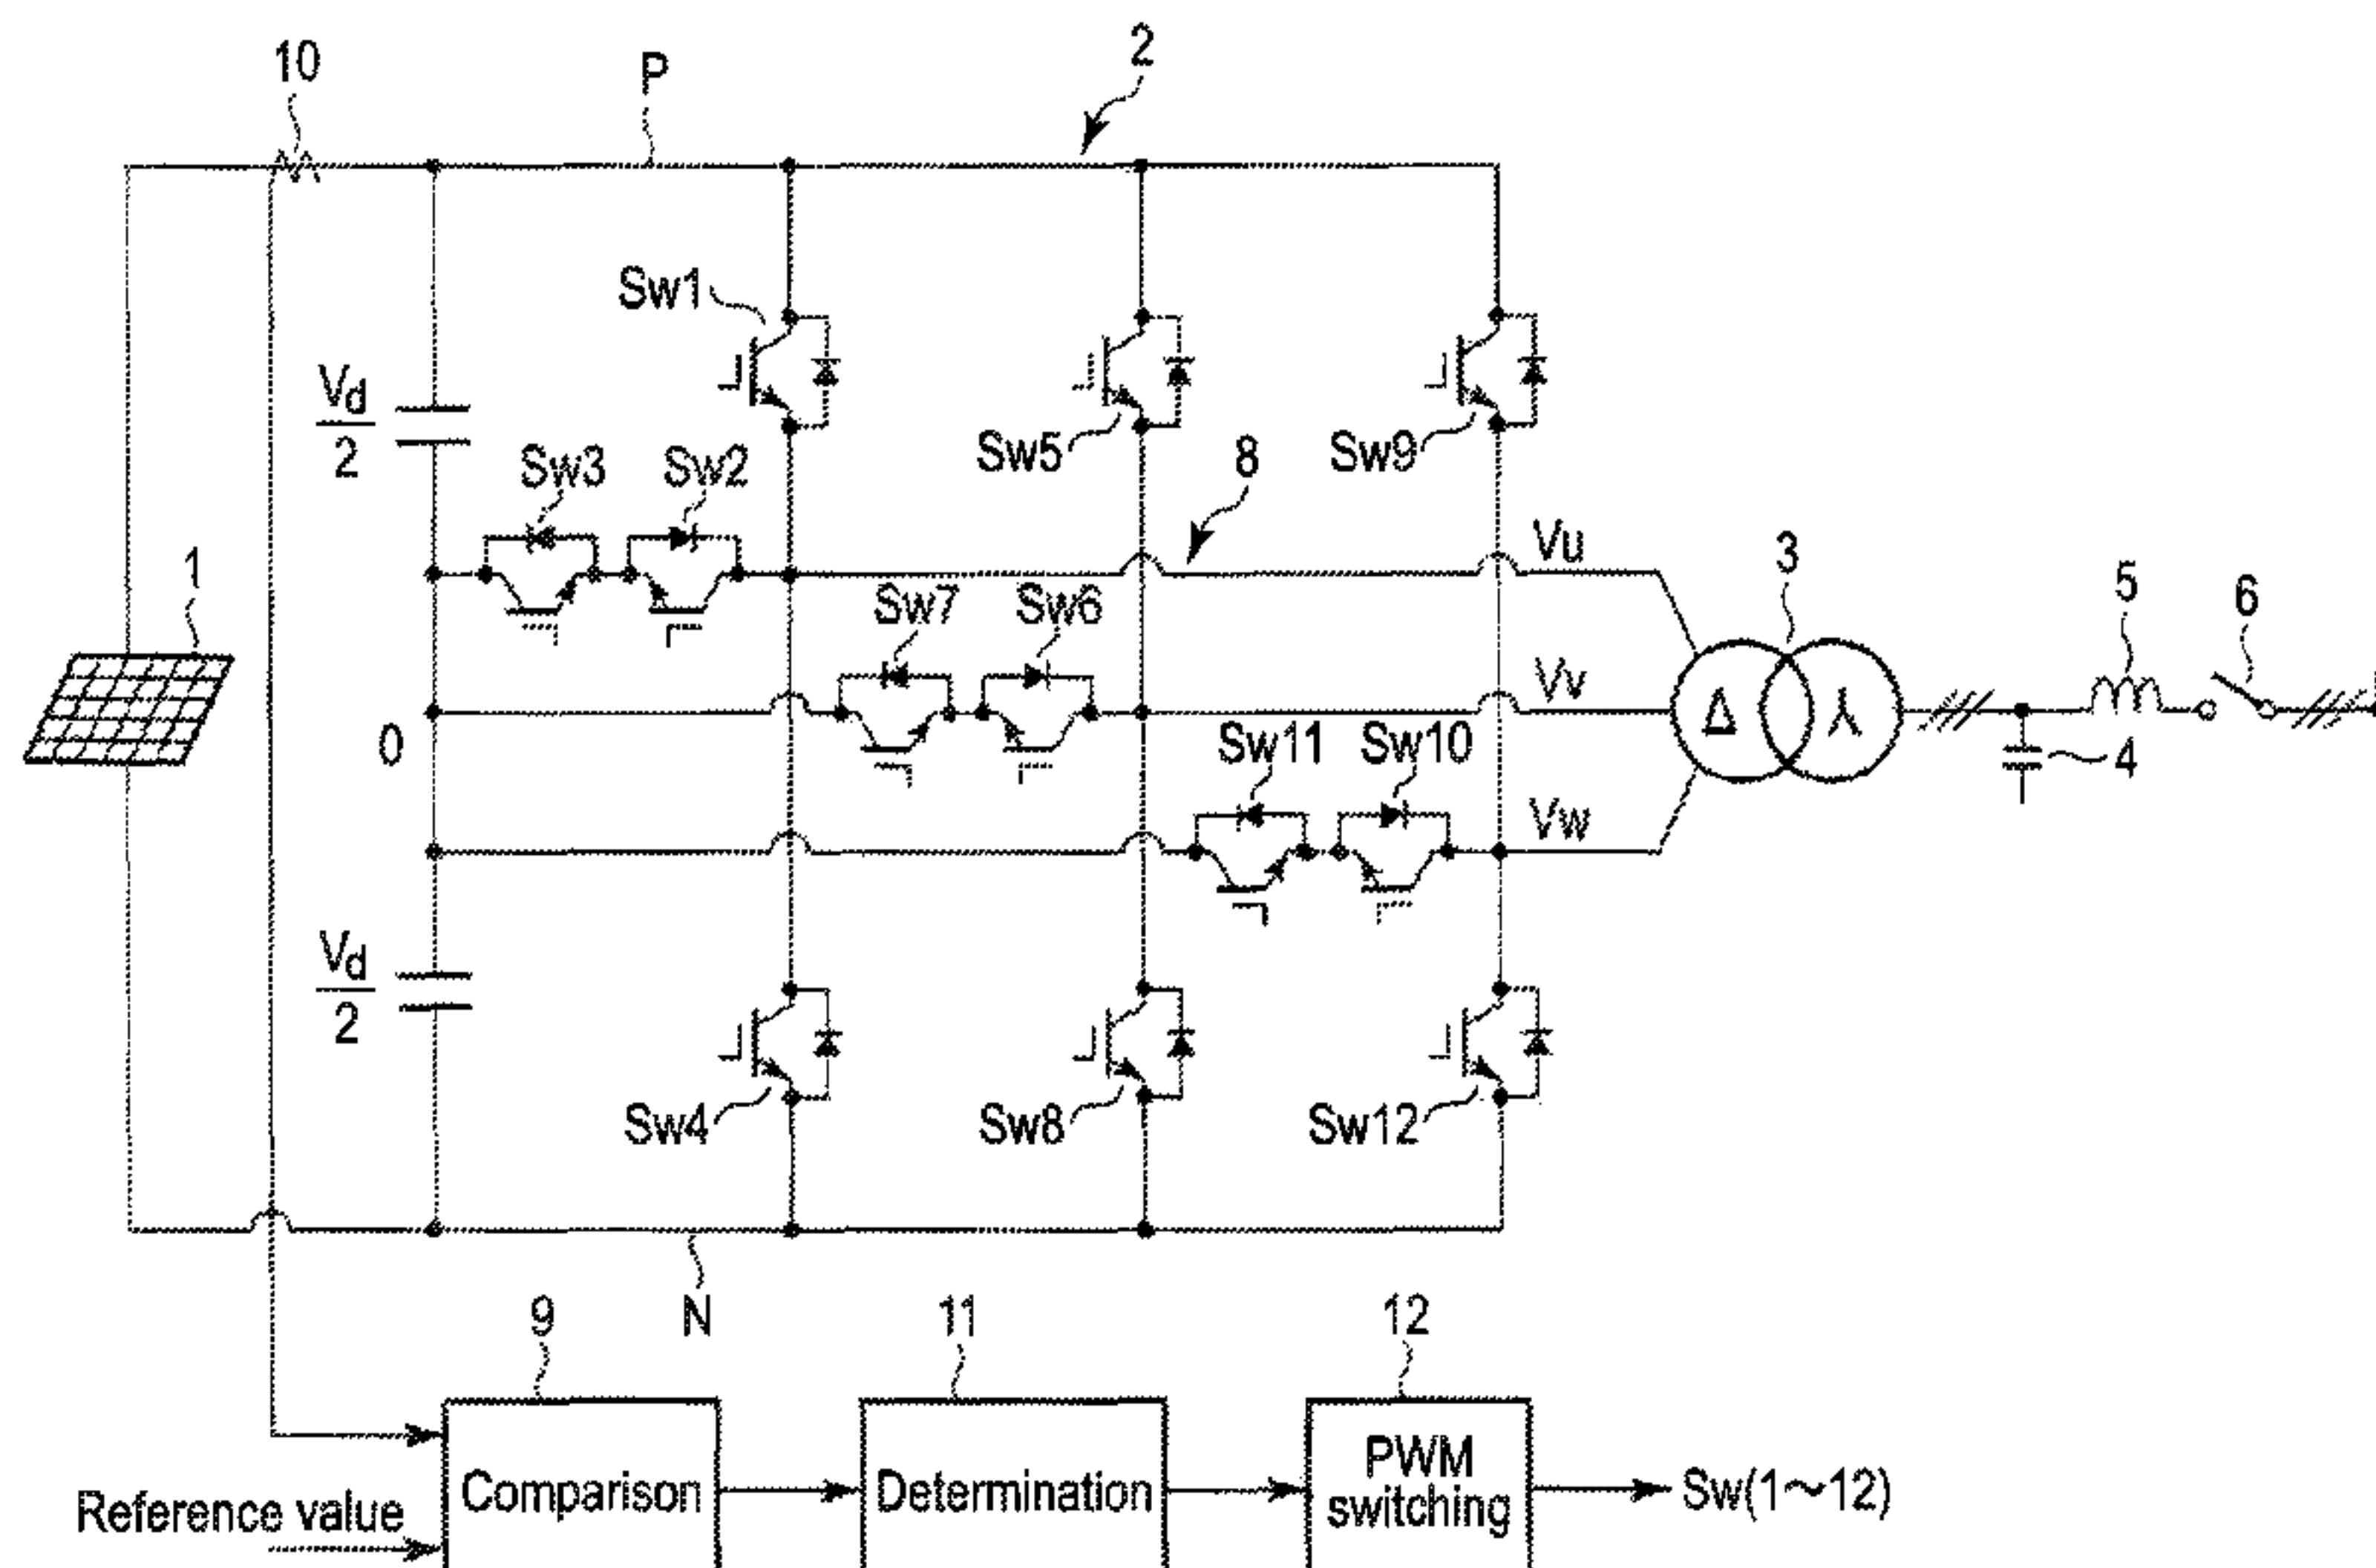 10
P
2
Sw1
Vd
2
Sw5
Sw9
Sw3
Sw2
8
Vu
3
1
Sw7
Sw6
5
6
Vv
Δ
λ
0
Sw11
Sw10
4
Vw
Vd
2
Sw4
Sw8
Sw12
N
9
11
12
Comparison
Determination
PWM
switching
Sw(1~12)
Reference value